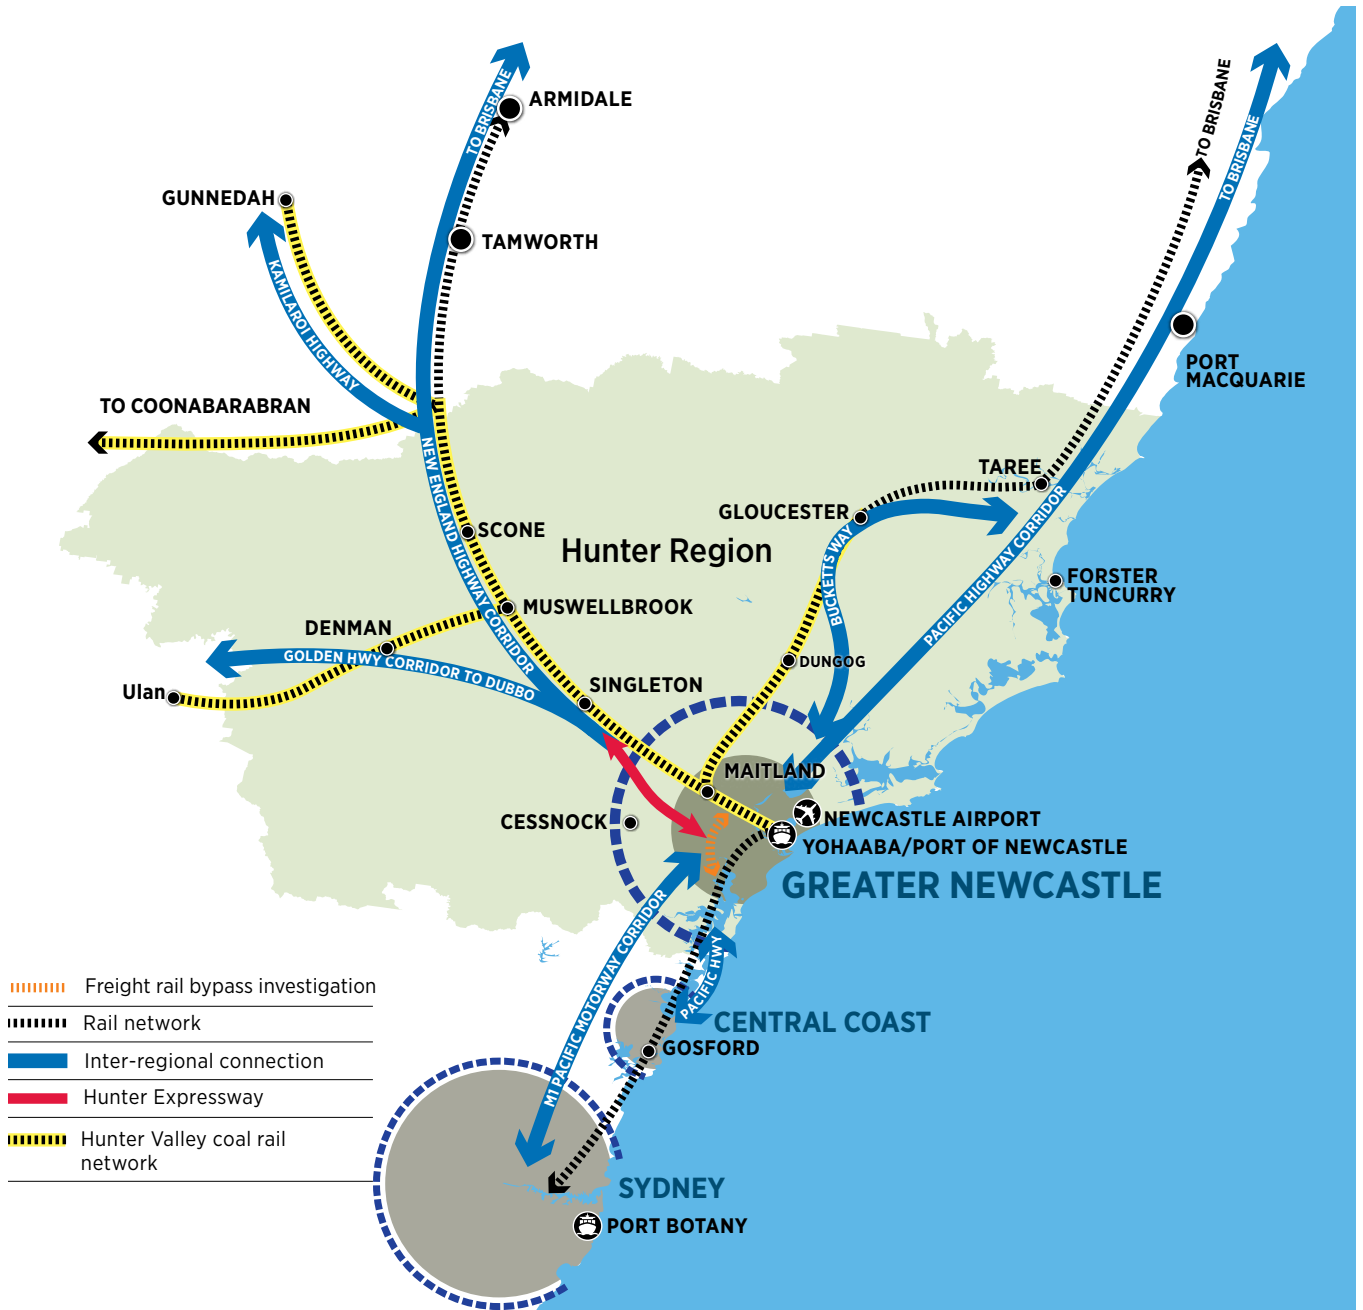 ARMIDALE
TO BRISBANE
TO BRISBANE
TO BRISBANE
GUNNEDAH
TAMWORTH
KAMILAROI HIGHWAY
PORT
MACQUARIE
TO COONABARABRAN
NEW ENGLAND HIGHWAY CORRIDOR
TAREE
GLOUCESTER
SCONE
Hunter Region
BUCKETTS WAY
PACIFIC HIGHWAY CORRIDOR
FORSTER
TUNCURRY
MUSWELLBROOK
DENMAN
GOLDEN HWY CORRIDOR TO DUBBO
DUNGOG
Ulan
SINGLETON
MAITLAND
CESSNOCK
NEWCASTLE AIRPORT
YOHAABA/PORT OF NEWCASTLE
GREATER NEWCASTLE
M1 PACIFIC MOTORWAY CORRIDOR
PACIFIC HWY
CENTRAL COAST
GOSFORD
SYDNEY
PORT BOTANY
Freight rail bypass investigation
Rail network
Inter-regional connection
Hunter Expressway
Hunter Valley coal rail
network